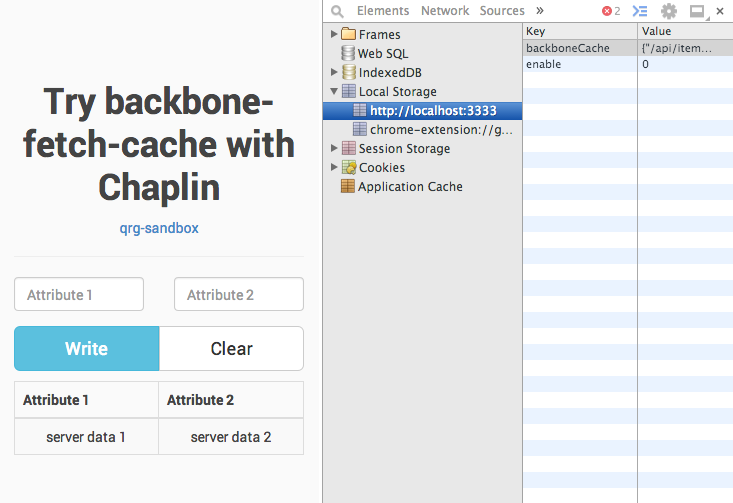 Try backbone-
fetch-cache with
Chaplin
qrg-sandbox
Attribute 1 Attribute 2
Write Clear
Attribute 1 Attribute 2
server data 1 server data 2
Elements Network Sources » 2
Frames
Web SQL
IndexedDB
Local Storage
http://localhost:3333
chrome-extension://g...
Session Storage
Cookies
Application Cache
Key Value
backboneCache {"/api/item...
enable 0